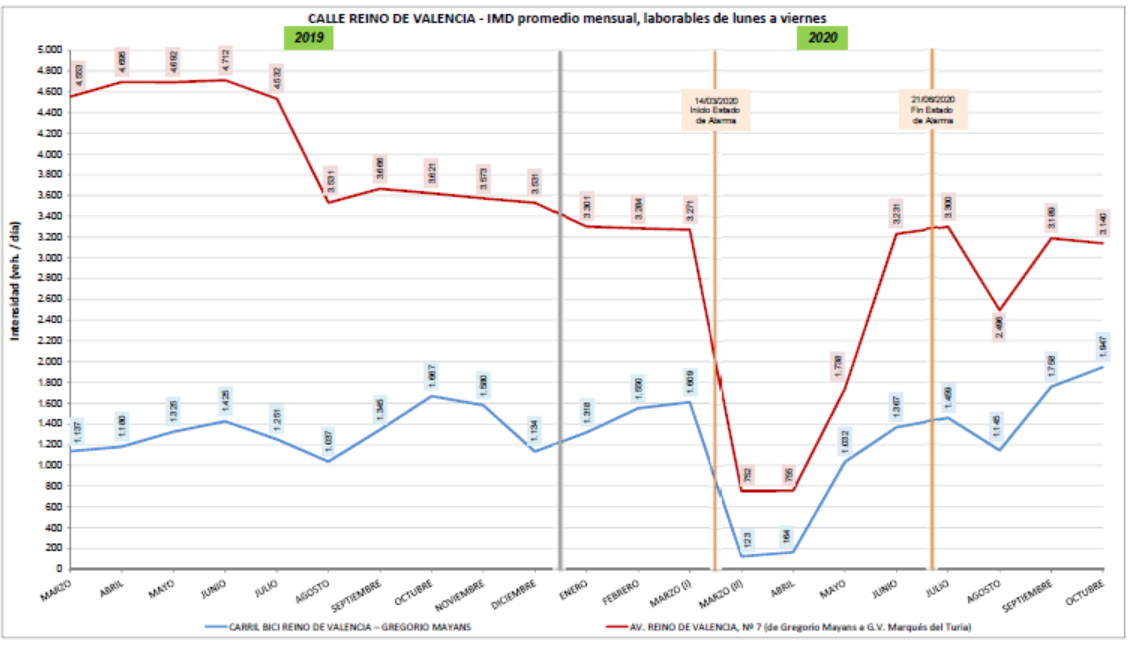 CALLE REINO DE VALENCIA - IMD promedio mensual, laborables de lunes a viernes
2019
2020
Intensidad (veh. / día)
5.000
4.800
4.600
4.400
4.200
4.000
3.800
3.600
3.400
3.200
3.000
2.800
2.600
2.400
2.200
2.000
1.800
1.600
1.400
1.200
1.000
800
600
400
200
0
14/03/2020
Inicio Estado
de Alarma
21/06/2020
Fin Estado
de Alarma
4.553
4.695
4.692
4.712
4.532
3.531
3.666
3.621
3.573
3.531
3.301
3.284
3.271
752
755
1.738
3.231
3.300
2.496
3.189
3.140
1.137
1.180
1.325
1.425
1.251
1.037
1.345
1.667
1.580
1.134
1.318
1.550
1.609
123
164
1.032
1.367
1.459
1.145
1.758
1.947
MARZO
ABRIL
MAYO
JUNIO
JULIO
AGOSTO
SEPTIEMBRE
OCTUBRE
NOVIEMBRE
DICIEMBRE
ENERO
FEBRERO
MARZO (I)
MARZO (II)
ABRIL
MAYO
JUNIO
JULIO
AGOSTO
SEPTIEMBRE
OCTUBRE
CARRIL BICI REINO DE VALENCIA – GREGORIO MAYANS
AV. REINO DE VALENCIA, Nº 7 (de Gregorio Mayans a G.V. Marqués del Turia)